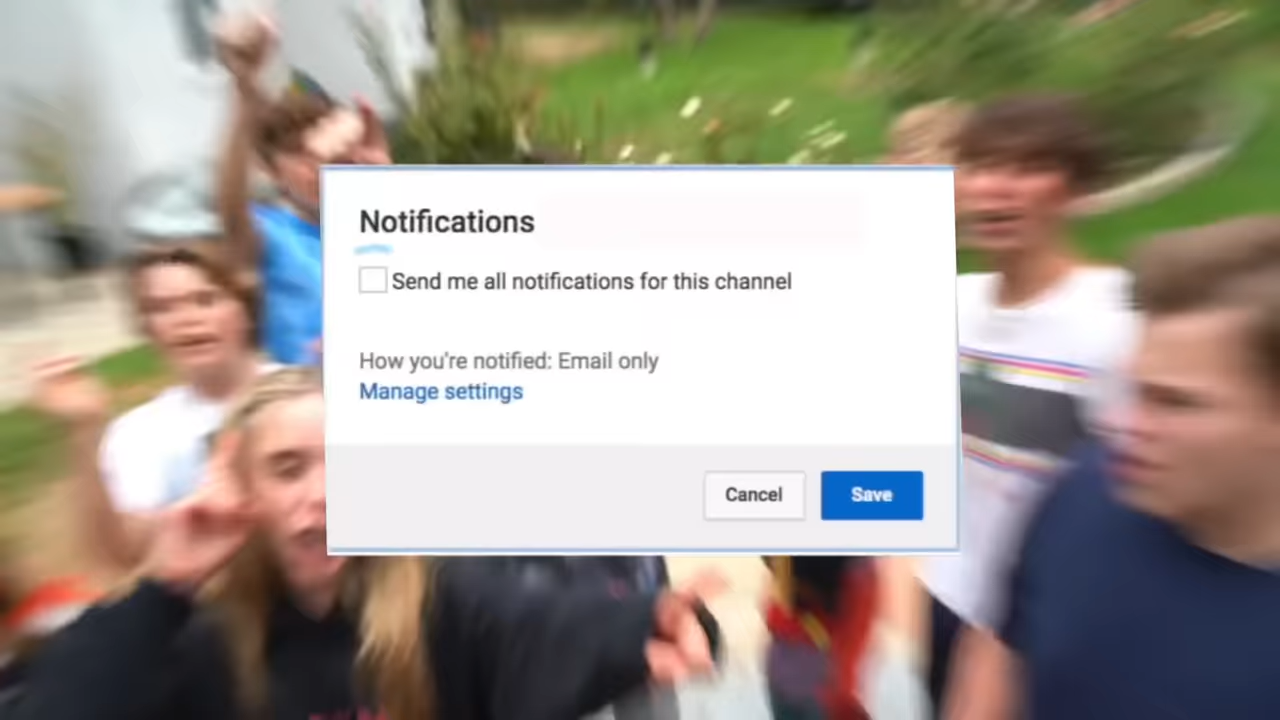 Notifications
Send me all notifications for this channel
How you're notified: Email only
Manage settings
Cancel
Save